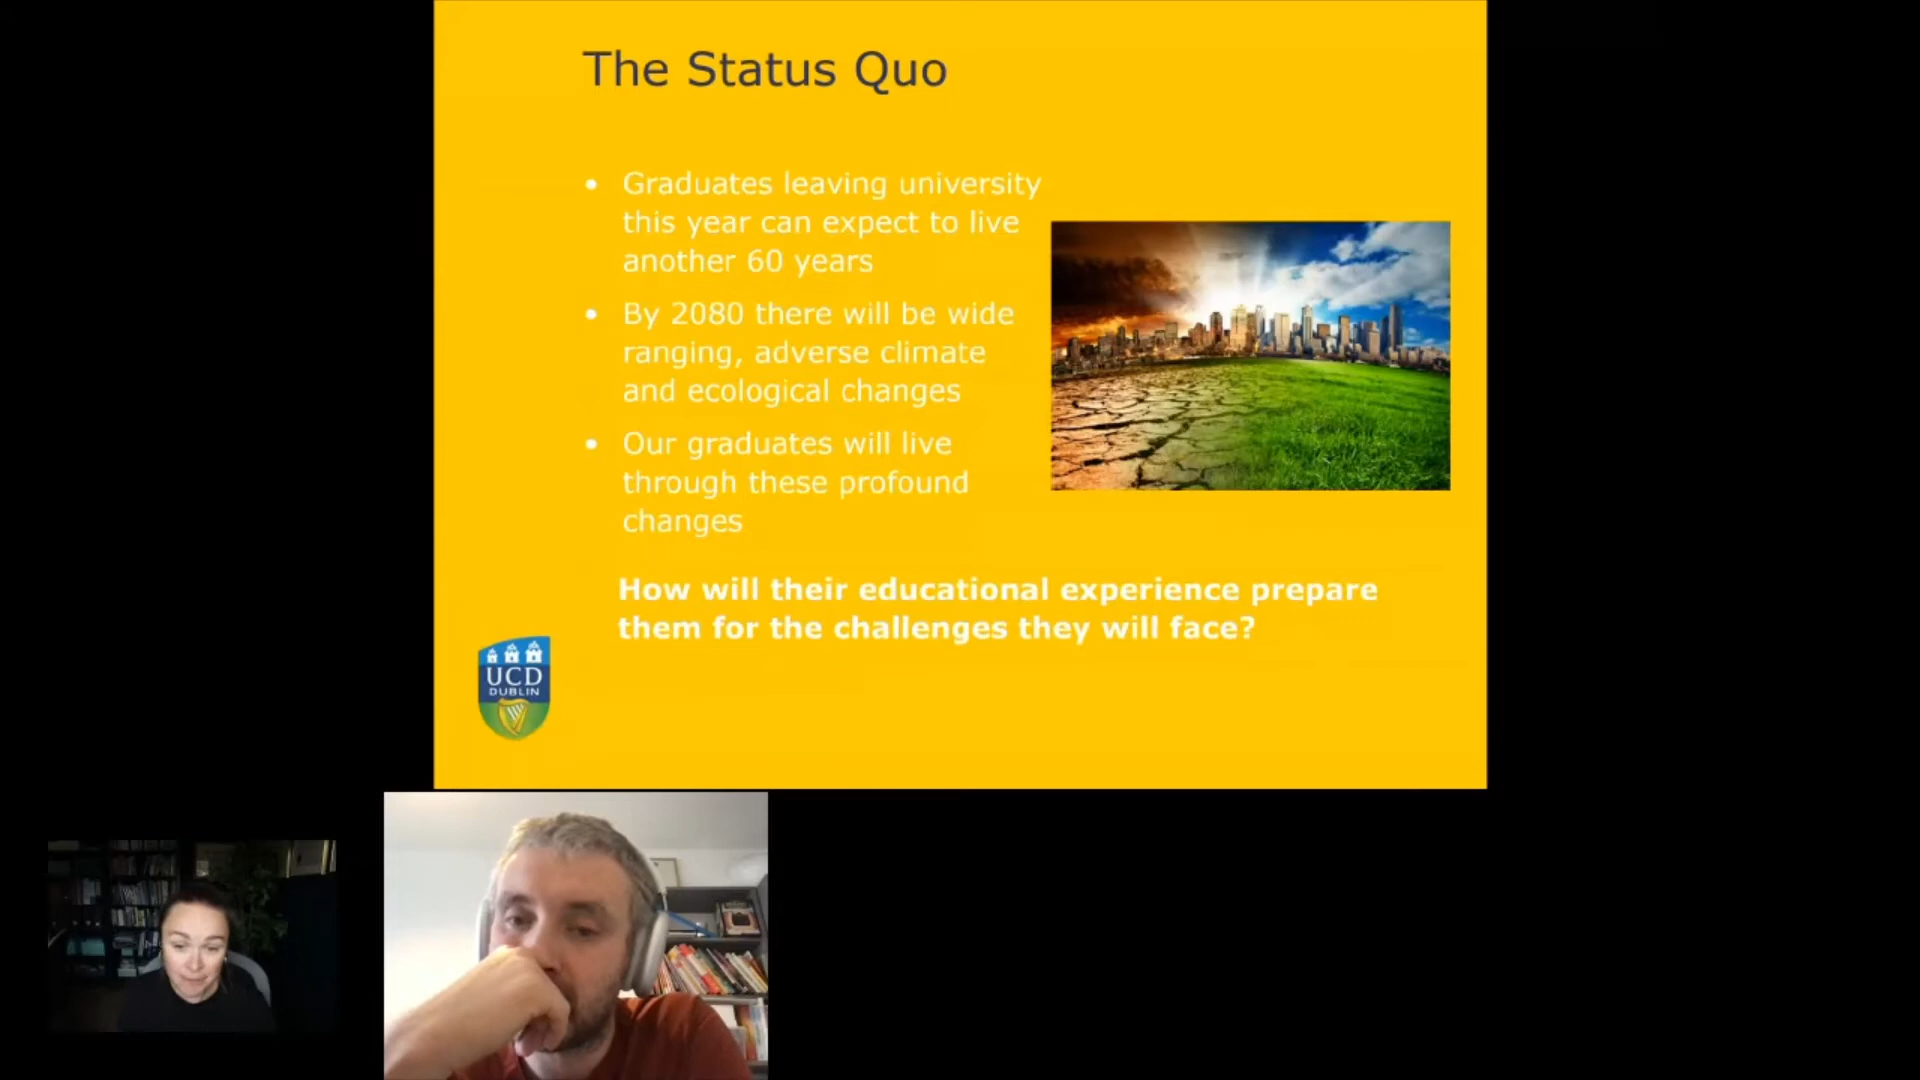 The Status Quo
• Graduates leaving university
this year can expect to live
another 60 years
• By 2080 there will be wide
ranging, adverse climate
and ecological changes
• Our graduates will live
through these profound
changes
How will their educational experience prepare
them for the challenges they will face?
UCD
DUBLIN